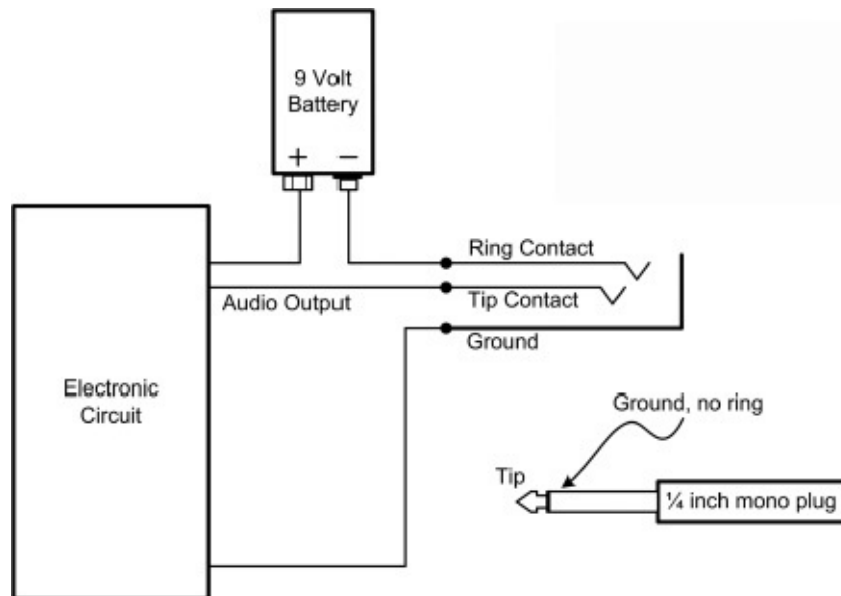 9 Volt
Battery
+ −
Ring Contact
Audio Output
Tip Contact
Ground
Electronic
Circuit
Ground, no ring
Tip
¼ inch mono plug